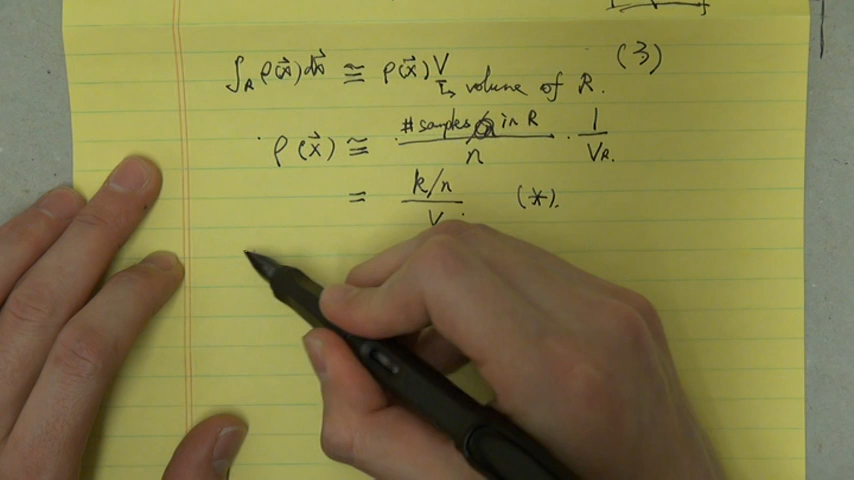 ∫_R ρ(x⃗)dx⃗ ≅ ρ(x⃗)V (3)
↳ volume of R.
ρ(x⃗) ≅ (# samples in R)/n · 1/V_R.
= (k/n)/V. (*).